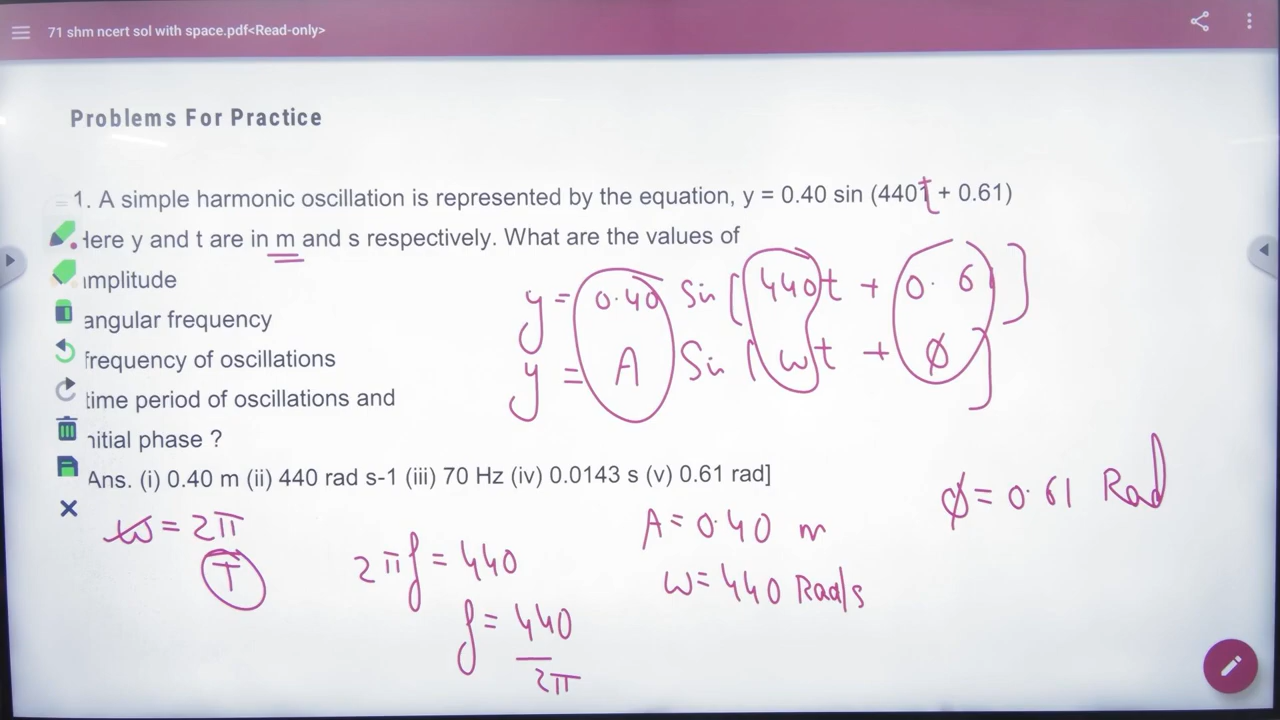 71 shm ncert sol with space.pdf<Read-only>
Problems For Practice
1. A simple harmonic oscillation is represented by the equation, y = 0.40 sin (440t + 0.61)
Here y and t are in m and s respectively. What are the values of
amplitude
angular frequency
frequency of oscillations
time period of oscillations and
initial phase ?
Ans. (i) 0.40 m (ii) 440 rad s-1 (iii) 70 Hz (iv) 0.0143 s (v) 0.61 rad]
y = 0.40 Sin [440t + 0.61]
y = A Sin (ωt + ϕ]
ω = 2π
T
2πf = 440
f = 440
2π
A = 0.40 m
ω = 440 Rad/s
ϕ = 0.61 Rad